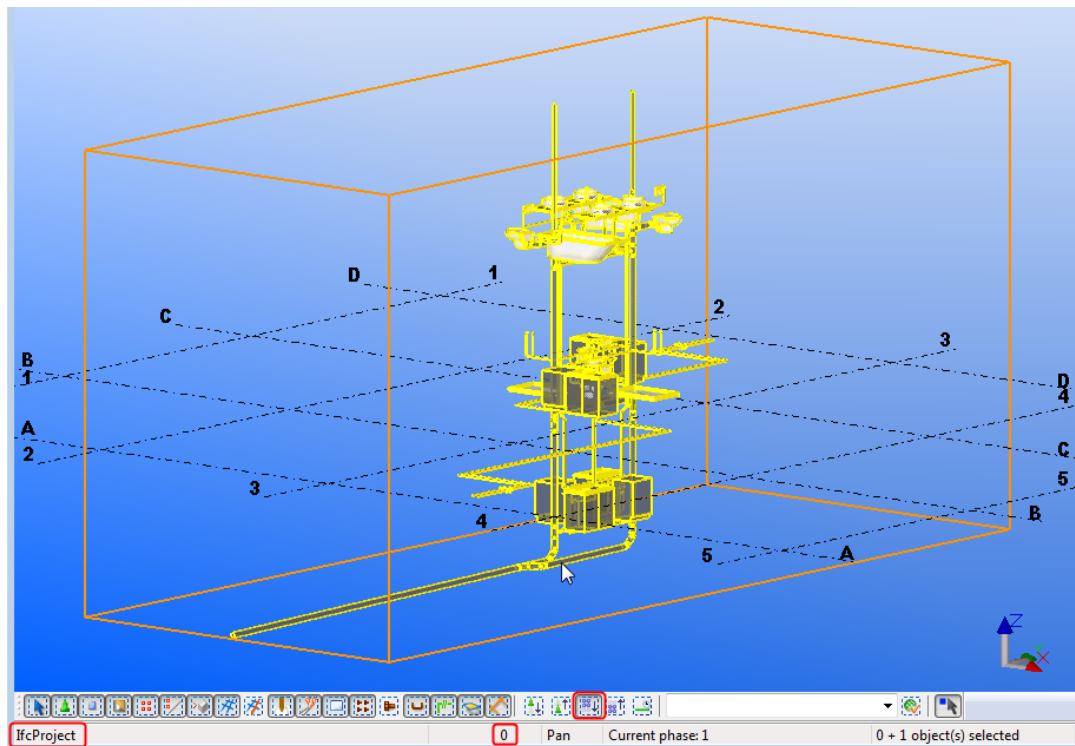 1
D
2
C
3
B
1
D
4
A
2
C
5
3
4
B
5
A
Z
X
IfcProject 0 Pan Current phase: 1 0 + 1 object(s) selected